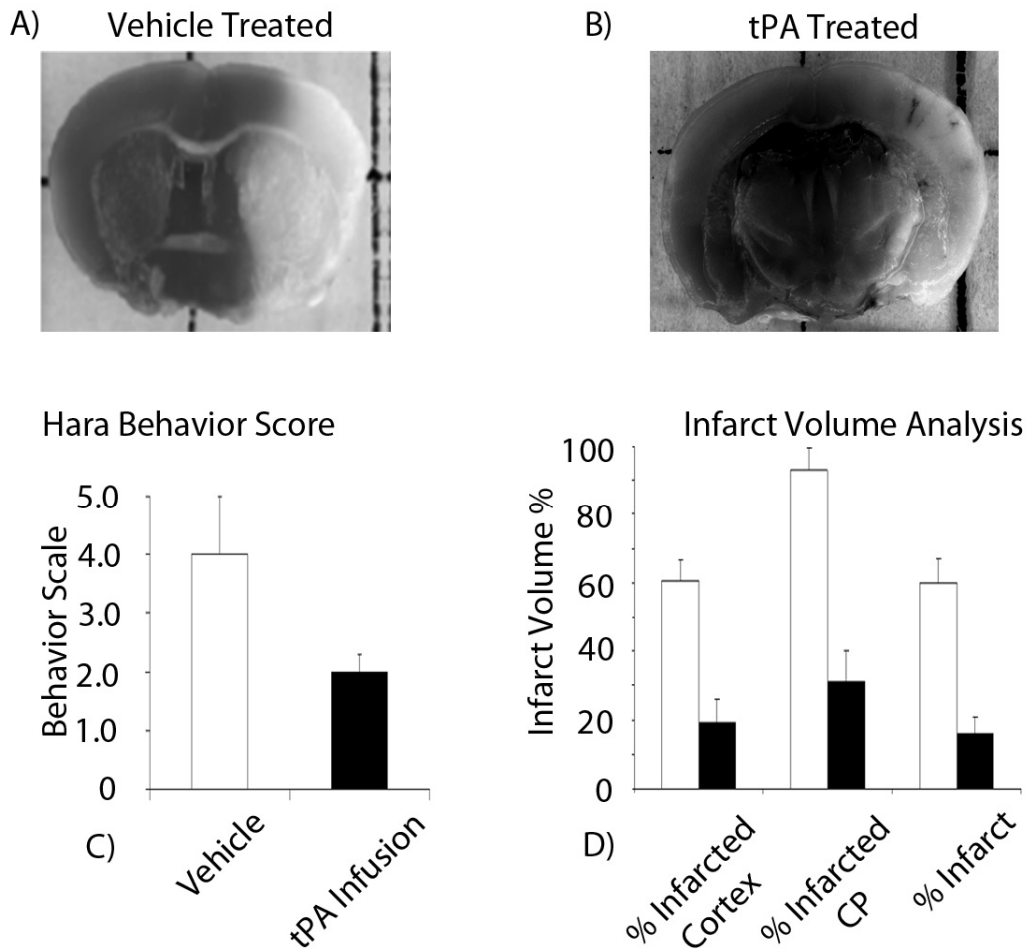 A) Vehicle Treated
B) tPA Treated
Hara Behavior Score
Behavior Scale
5.0
4.0
3.0
2.0
1.0
0
Vehicle
tPA Infusion
C)
Infarct Volume Analysis
Infarct Volume %
100
80
60
40
20
0
% Infarcted
Cortex
% Infarcted
CP
% Infarct
D)